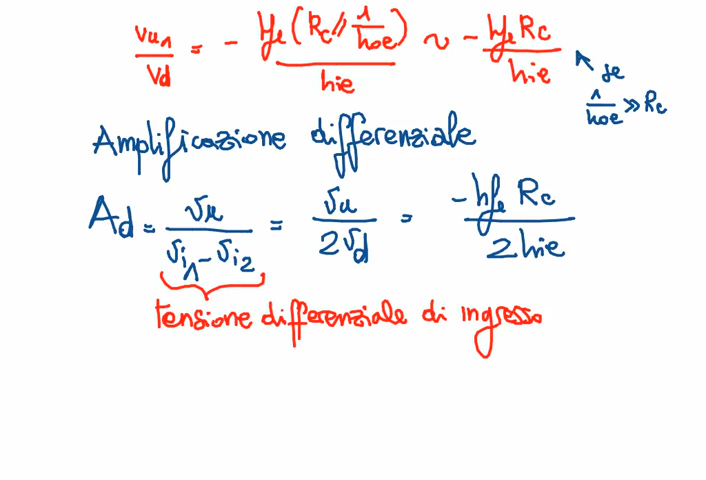 vu1/vd = - hfe (Rc // 1/hoe) / hie ~ - hfe Rc / hie ↖ se 1/hoe >> Rc
Amplificazione differenziale
Ad = vu / (vi1 - vi2) = vu / 2vd = -hfe Rc / 2hie
tensione differenziale di ingresso